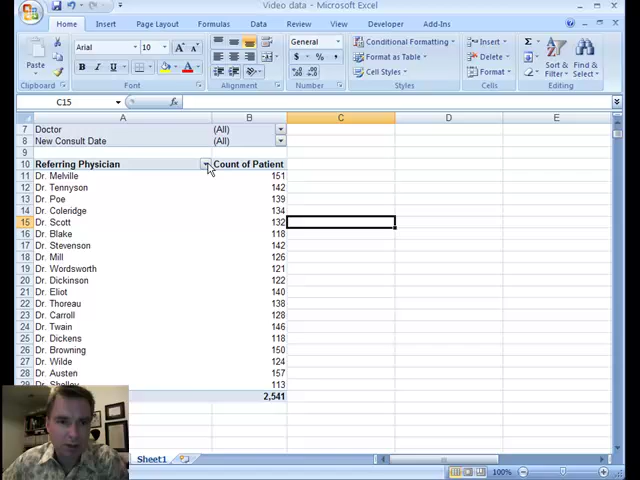 Video data - Microsoft Excel
Home Insert Page Layout Formulas Data Review View Developer Add-Ins
Paste
Clipboard
Arial 10
B I U
Font
Alignment
General
$ % ,
Number
Conditional Formatting
Format as Table
Cell Styles
Styles
Insert
Delete
Format
Cells
Σ
Sort & Filter
Find & Select
Editing
C15 fx
A B C D E
7 Doctor (All)
8 New Consult Date (All)
9
10 Referring Physician Count of Patient
11 Dr. Melville 151
12 Dr. Tennyson 142
13 Dr. Poe 139
14 Dr. Coleridge 134
15 Dr. Scott 132
16 Dr. Blake 118
17 Dr. Stevenson 142
18 Dr. Mill 126
19 Dr. Wordsworth 121
20 Dr. Dickinson 122
21 Dr. Eliot 140
22 Dr. Thoreau 138
23 Dr. Carroll 128
24 Dr. Twain 146
25 Dr. Dickens 118
26 Dr. Browning 150
27 Dr. Wilde 124
28 Dr. Austen 157
29 Dr. Shelley 113
2,541
Sheet1
100%